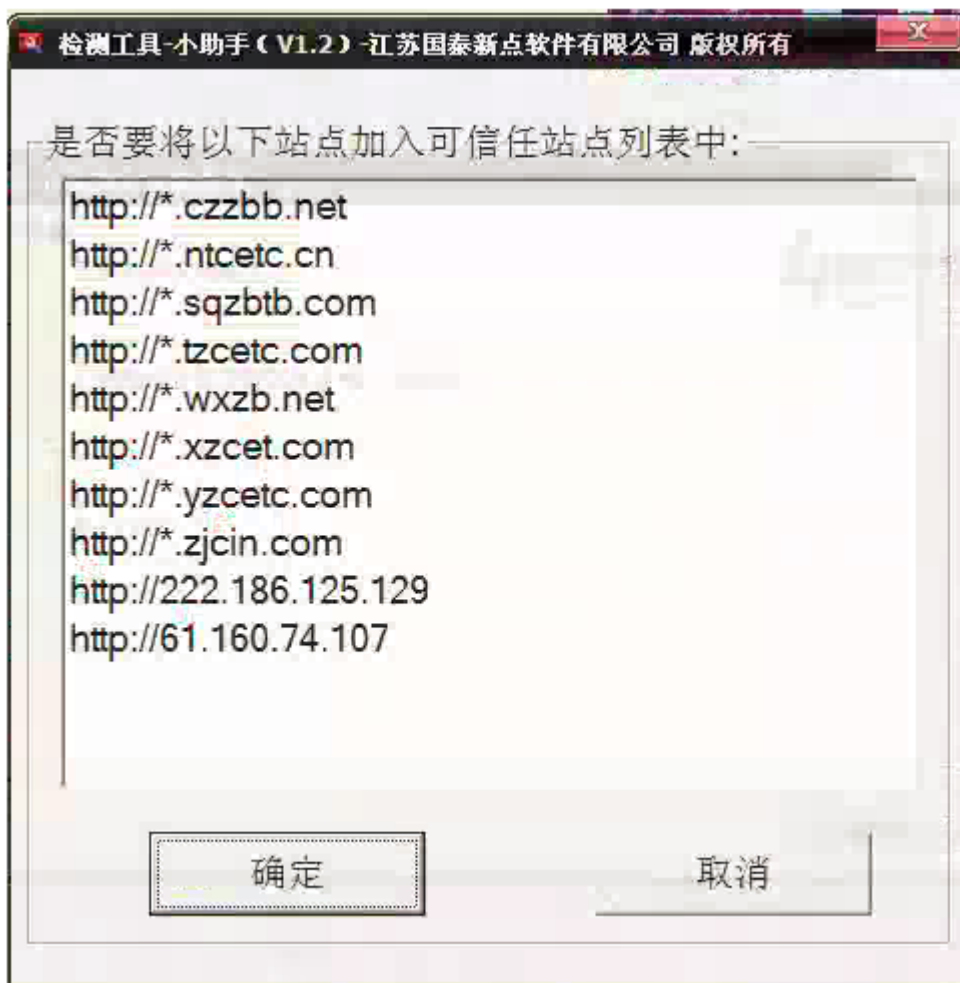 检测工具-小助手（V1.2）-江苏国泰新点软件有限公司 版权所有
是否要将以下站点加入可信任站点列表中:
http://*.czzbb.net
http://*.ntcetc.cn
http://*.sqzbtb.com
http://*.tzcetc.com
http://*.wxzb.net
http://*.xzcet.com
http://*.yzcetc.com
http://*.zjcin.com
http://222.186.125.129
http://61.160.74.107
确定
取消